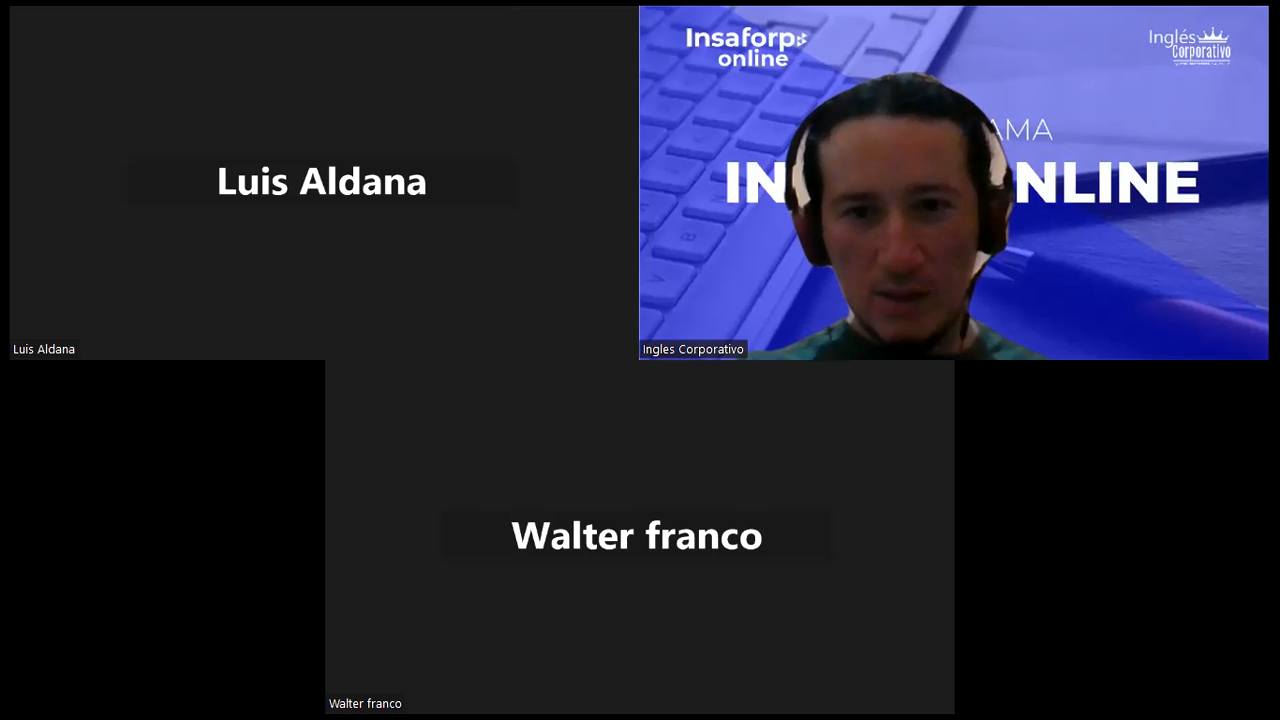 Luis Aldana
Luis Aldana
Insaforp
online
Inglés
Corporativo
AMA
IN NLINE
Ingles Corporativo
Walter franco
Walter franco